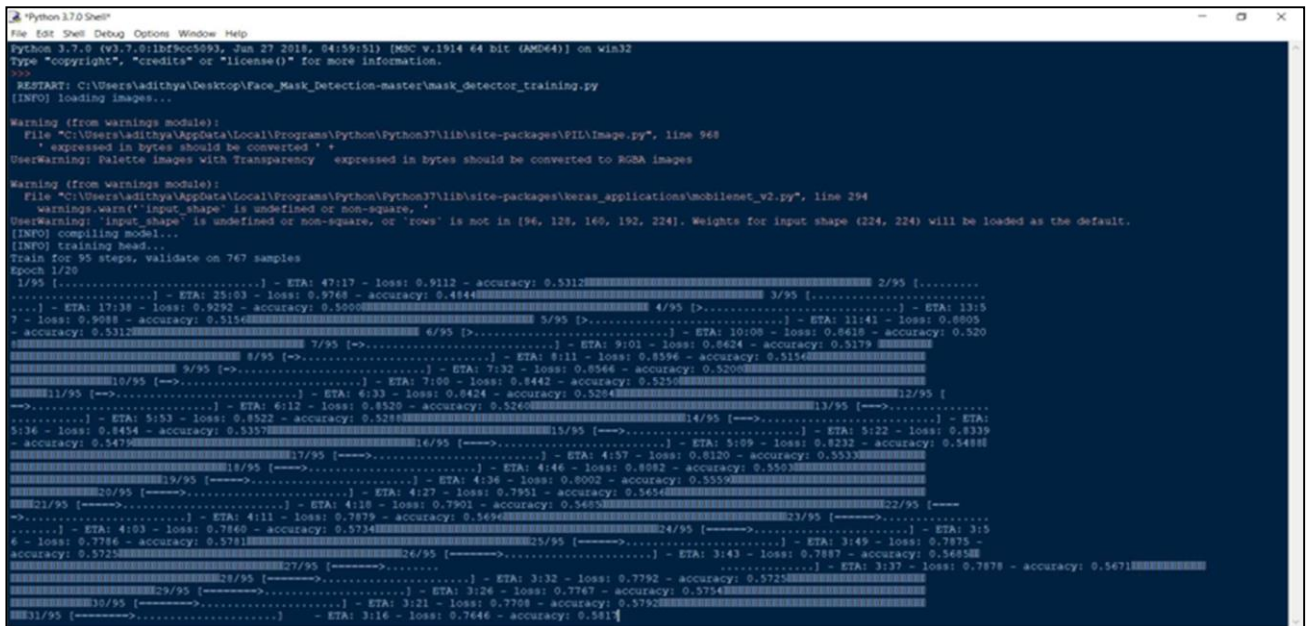 *Python 3.7.0 Shell*
File Edit Shell Debug Options Window Help
Python 3.7.0 (v3.7.0:1bf9cc5093, Jun 27 2018, 04:59:51) [MSC v.1914 64 bit (AMD64)] on win32
Type "copyright", "credits" or "license()" for more information.
>>>
RESTART: C:\Users\adithya\Desktop\Face_Mask_Detection-master\mask_detector_training.py
[INFO] loading images...
Warning (from warnings module):
File "C:\Users\adithya\AppData\Local\Programs\Python\Python37\lib\site-packages\PIL\Image.py", line 968
' expressed in bytes should be converted ' +
UserWarning: Palette images with Transparency expressed in bytes should be converted to RGBA images
Warning (from warnings module):
File "C:\Users\adithya\AppData\Local\Programs\Python\Python37\lib\site-packages\keras_applications\mobilenet_v2.py", line 294
warnings.warn('`input_shape` is undefined or non-square, '
UserWarning: `input_shape` is undefined or non-square, or `rows` is not in [96, 128, 160, 192, 224]. Weights for input shape (224, 224) will be loaded as the default.
[INFO] compiling model...
[INFO] training head...
Train for 95 steps, validate on 767 samples
Epoch 1/20
1/95 [..............................] - ETA: 47:17 - loss: 0.9112 - accuracy: 0.5312 2/95 [.........
.....................] - ETA: 25:03 - loss: 0.9768 - accuracy: 0.4844 3/95 [......................
....] - ETA: 17:38 - loss: 0.9292 - accuracy: 0.5000 4/95 [>.............................] - ETA: 13:5
7 - loss: 0.9088 - accuracy: 0.5156 5/95 [>.............................] - ETA: 11:41 - loss: 0.8805
- accuracy: 0.5312 6/95 [>.............................] - ETA: 10:08 - loss: 0.8618 - accuracy: 0.520
8 7/95 [=>............................] - ETA: 9:01 - loss: 0.8624 - accuracy: 0.5179
8/95 [=>............................] - ETA: 8:11 - loss: 0.8596 - accuracy: 0.5156
9/95 [=>............................] - ETA: 7:32 - loss: 0.8566 - accuracy: 0.5208
10/95 [==>...........................] - ETA: 7:00 - loss: 0.8442 - accuracy: 0.5250
11/95 [==>...........................] - ETA: 6:33 - loss: 0.8424 - accuracy: 0.5284 12/95 [
==>...........................] - ETA: 6:12 - loss: 0.8520 - accuracy: 0.5260 13/95 [===>...............
...........] - ETA: 5:53 - loss: 0.8522 - accuracy: 0.5288 14/95 [===>..........................] - ETA:
5:36 - loss: 0.8454 - accuracy: 0.5357 15/95 [===>..........................] - ETA: 5:22 - loss: 0.8339
- accuracy: 0.5479 16/95 [====>.........................] - ETA: 5:09 - loss: 0.8232 - accuracy: 0.5488
17/95 [====>.........................] - ETA: 4:57 - loss: 0.8120 - accuracy: 0.5533
18/95 [====>.........................] - ETA: 4:46 - loss: 0.8082 - accuracy: 0.5503
19/95 [=====>........................] - ETA: 4:36 - loss: 0.8002 - accuracy: 0.5559
20/95 [=====>........................] - ETA: 4:27 - loss: 0.7951 - accuracy: 0.5656
21/95 [=====>........................] - ETA: 4:18 - loss: 0.7901 - accuracy: 0.5685 22/95 [====
=>........................] - ETA: 4:11 - loss: 0.7879 - accuracy: 0.5696 23/95 [======>...............
........] - ETA: 4:03 - loss: 0.7860 - accuracy: 0.5734 24/95 [======>.......................] - ETA: 3:5
6 - loss: 0.7786 - accuracy: 0.5781 25/95 [======>.......................] - ETA: 3:49 - loss: 0.7875 -
accuracy: 0.5725 26/95 [=======>......................] - ETA: 3:43 - loss: 0.7887 - accuracy: 0.5685
27/95 [=======>........ ..............] - ETA: 3:37 - loss: 0.7878 - accuracy: 0.5671
28/95 [=======>......................] - ETA: 3:32 - loss: 0.7792 - accuracy: 0.5725
29/95 [========>.....................] - ETA: 3:26 - loss: 0.7767 - accuracy: 0.5754
30/95 [========>.....................] - ETA: 3:21 - loss: 0.7708 - accuracy: 0.5792
31/95 [========>.....................] - ETA: 3:16 - loss: 0.7646 - accuracy: 0.5817